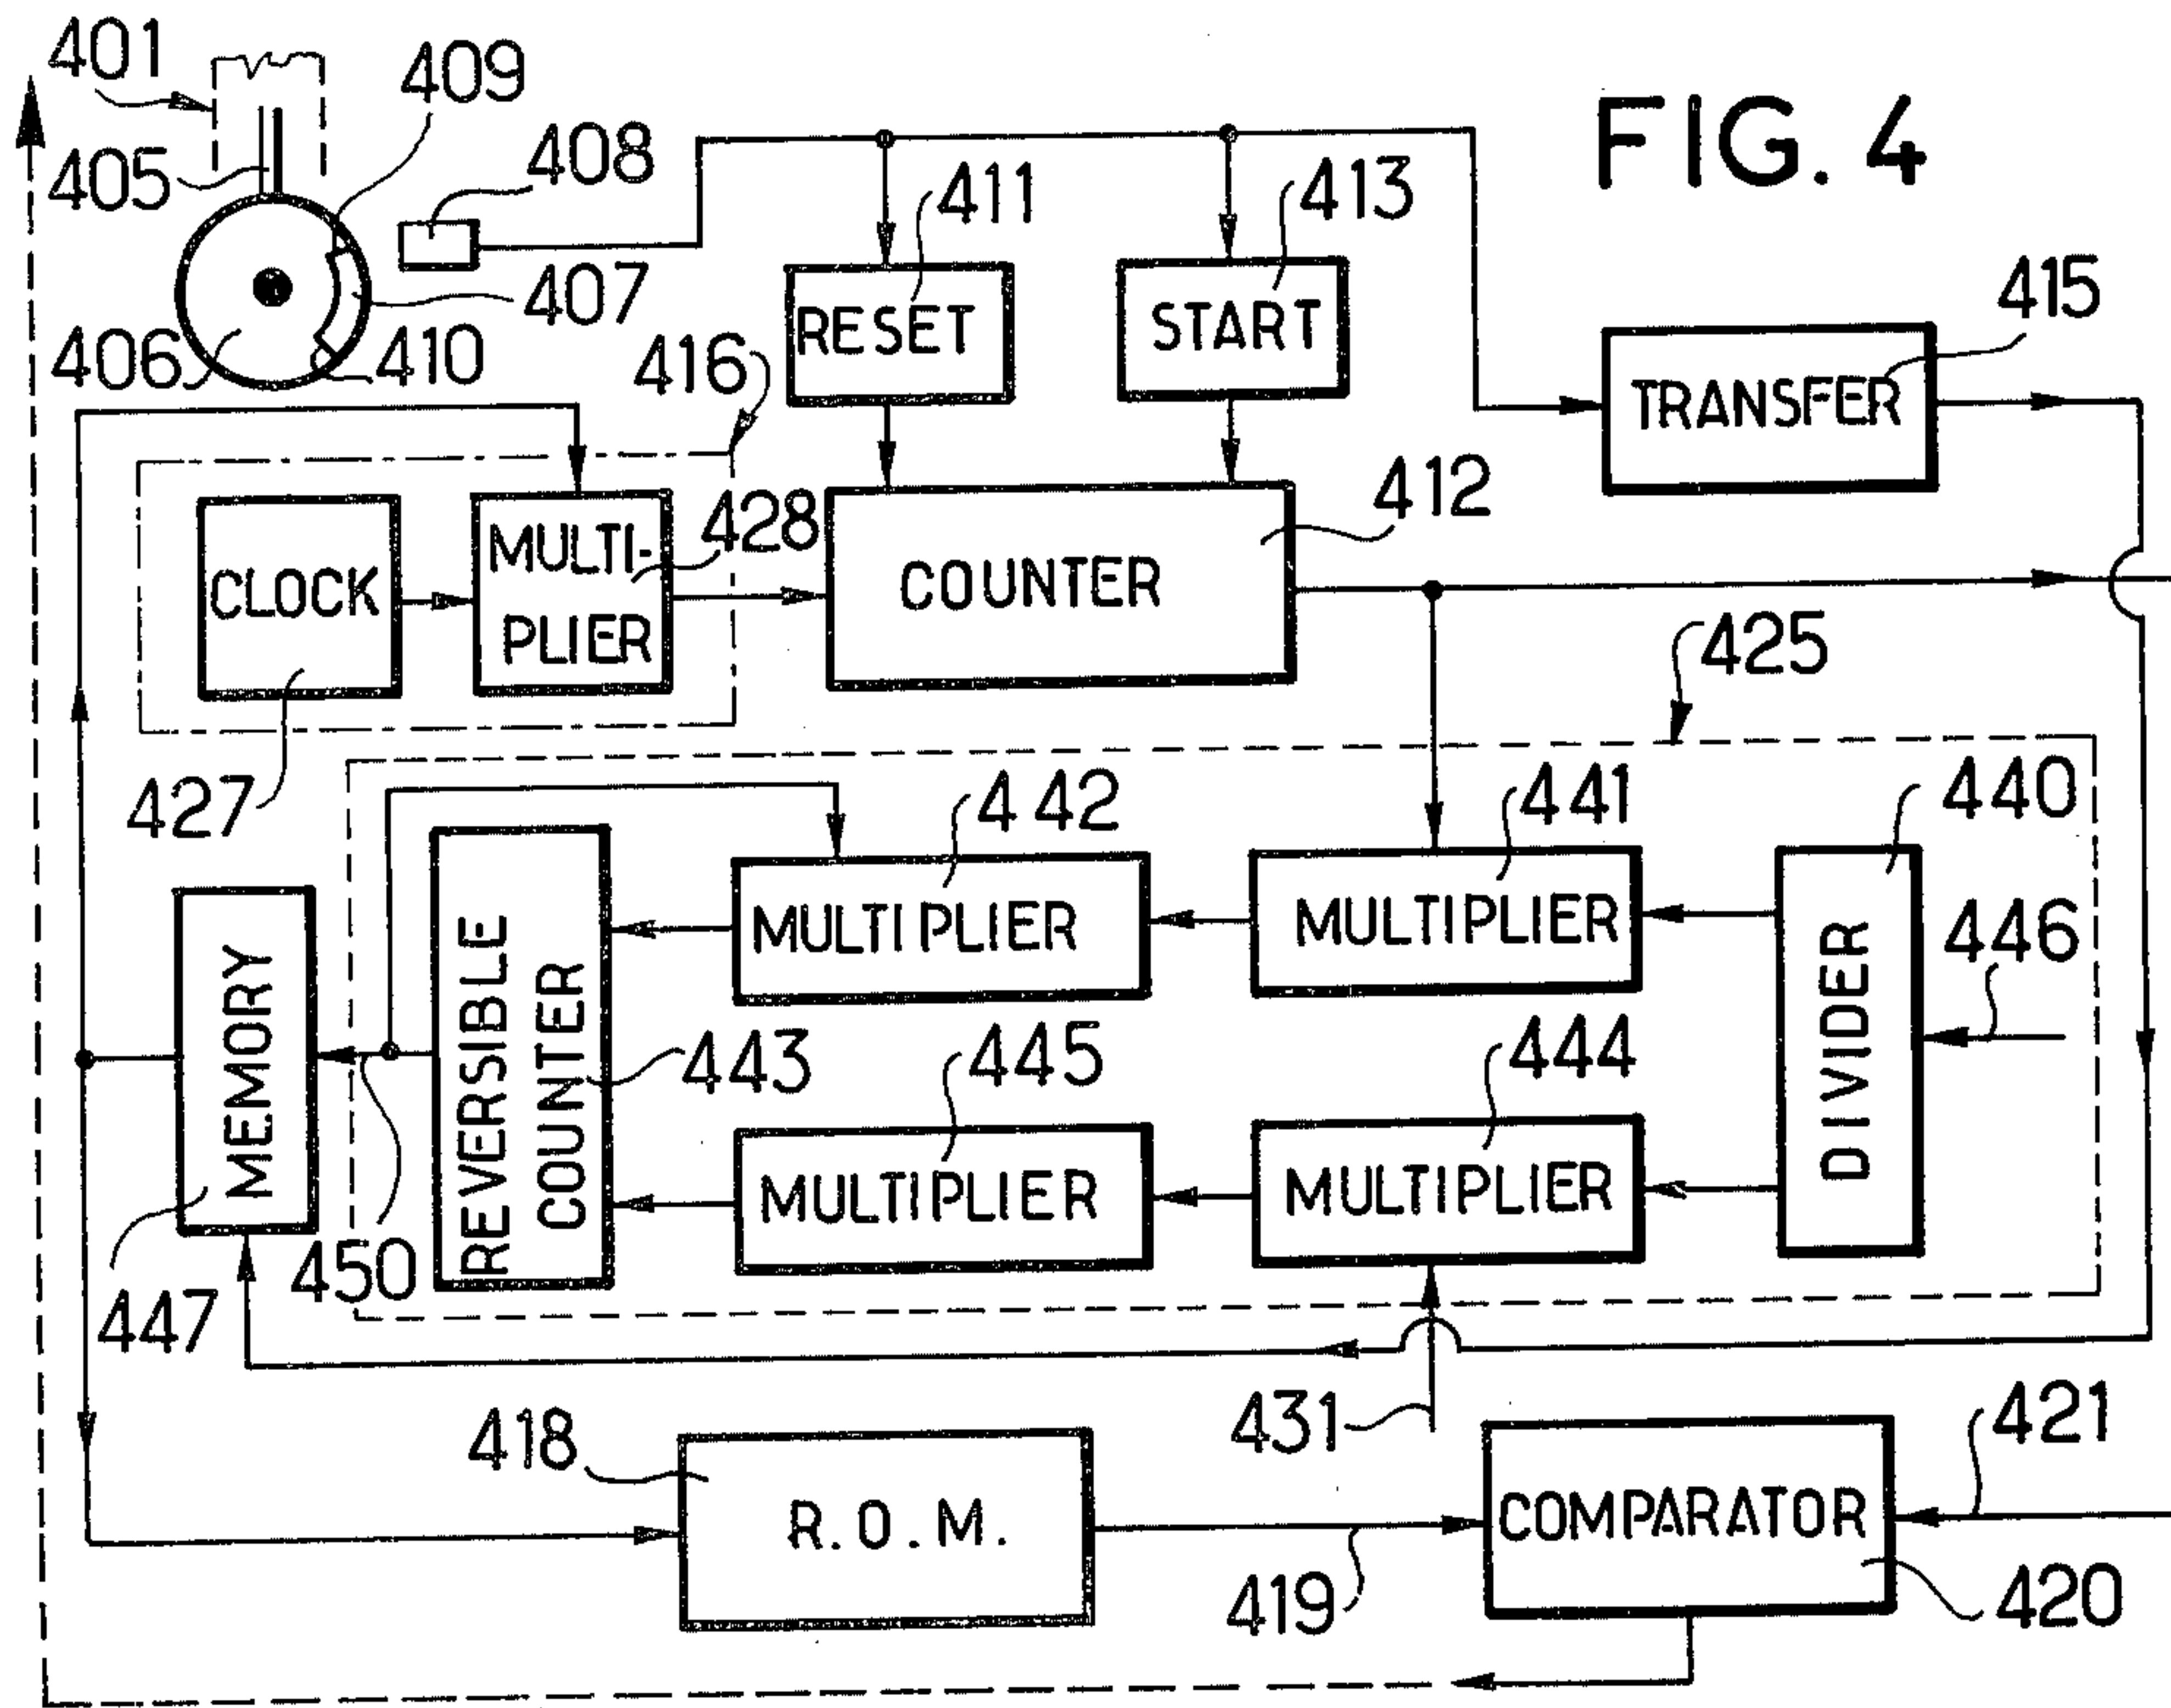 401
409
408
405
FIG. 4
411
413
415
407
406
410
416
RESET
START
TRANSFER
412
428
CLOCK
MULTI-
PLIER
COUNTER
425
427
442
441
440
MULTIPLIER
MULTIPLIER
446
MEMORY
REVERSIBLE
COUNTER
443
445
444
DIVIDER
MULTIPLIER
MULTIPLIER
450
447
431
421
418
R.O.M.
COMPARATOR
419
420